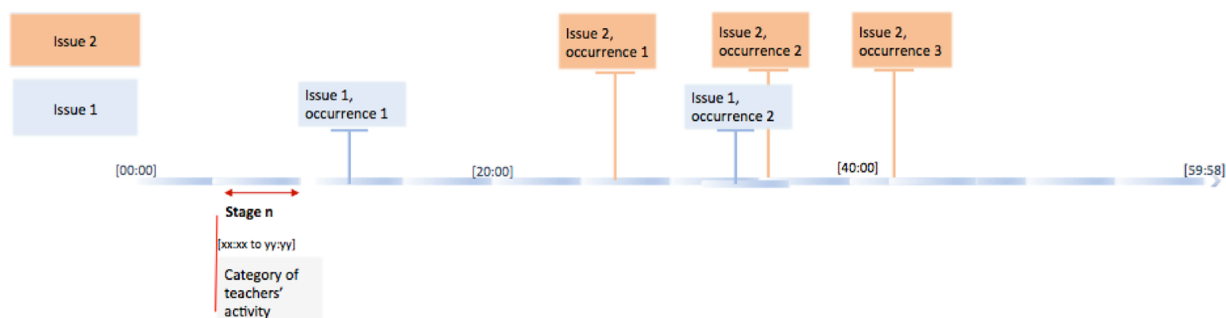 Issue 2
Issue 2,
occurrence 1
Issue 2,
occurrence 2
Issue 2,
occurrence 3
Issue 1
Issue 1,
occurrence 1
Issue 1,
occurrence 2
[00:00]
[20:00]
[40:00]
[59:58]
Stage n
[xx:xx to yy:yy]
Category of
teachers’
activity